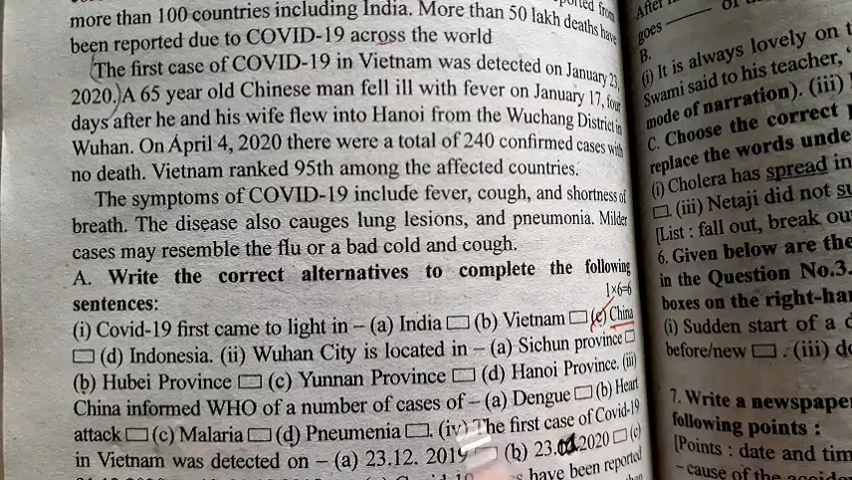 more than 100 countries including India. More than 50 lakh deaths have
been reported due to COVID-19 across the world
The first case of COVID-19 in Vietnam was detected on January 23,
2020. A 65 year old Chinese man fell ill with fever on January 17, four
days after he and his wife flew into Hanoi from the Wuchang District in
Wuhan. On April 4, 2020 there were a total of 240 confirmed cases with
no death. Vietnam ranked 95th among the affected countries.
The symptoms of COVID-19 include fever, cough, and shortness of
breath. The disease also cauges lung lesions, and pneumonia. Milder
cases may resemble the flu or a bad cold and cough.
A. Write the correct alternatives to complete the following
sentences: 1×6=6
(i) Covid-19 first came to light in – (a) India □ (b) Vietnam □ (c) China
□ (d) Indonesia. (ii) Wuhan City is located in – (a) Sichun province □
(b) Hubei Province □ (c) Yunnan Province □ (d) Hanoi Province. (iii)
China informed WHO of a number of cases of – (a) Dengue □ (b) Heart
attack □ (c) Malaria □ (d) Pneumenia □. (iv) The first case of Covid-19
in Vietnam was detected on – (a) 23.12. 2019 □ (b) 23.01.2020 □ (c)
have been reported
After
goes
B.
(i) It is always lovely on
Swami said to his teacher, '
mode of narration). (iii)
C. Choose the correct
replace the words unde
(i) Cholera has spread in
□. (iii) Netaji did not su
[List : fall out, break ou
6. Given below are the
in the Question No.3.
boxes on the right-ha
(i) Sudden start of a d
before/new □ . (iii) de
7. Write a newspape
following points :
[Points : date and tim
– cause of the accide